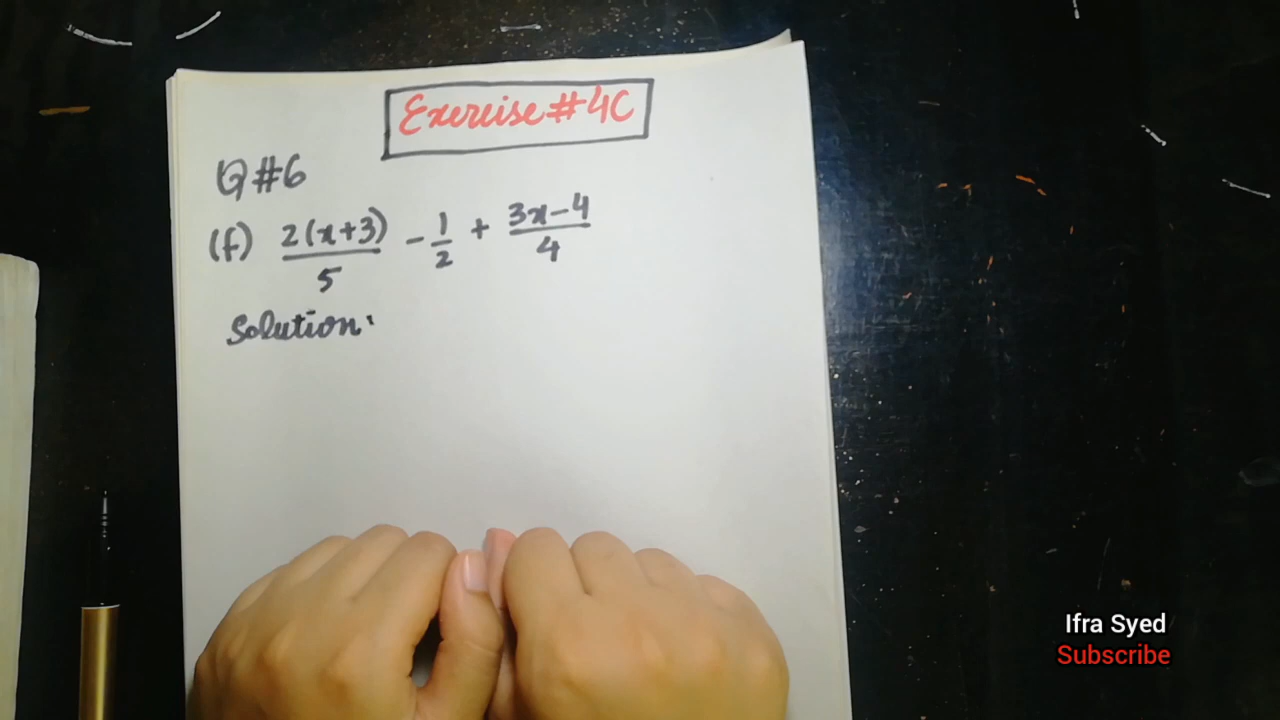 Exercise # 4C
Q#6
(f) 2(x+3)/5 - 1/2 + 3x-4/4
Solution:
Ifra Syed
Subscribe